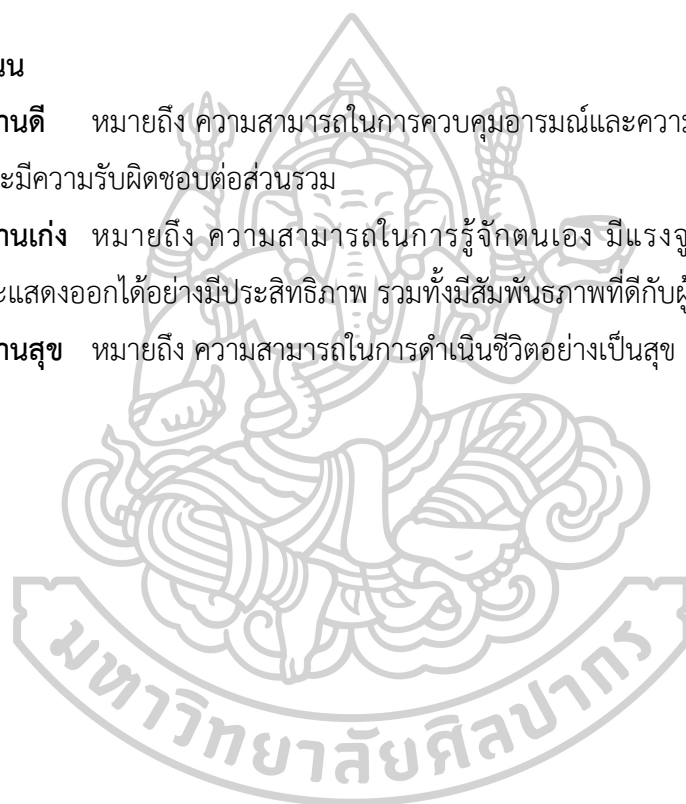 นน
านดี หมายถึง ความสามารถในการควบคุมอารมณ์และควา
ะมีความรับผิดชอบต่อส่วนรวม
านเก่ง หมายถึง ความสามารถในการรู้จักตนเอง มีแรงจู
ะแสดงออกได้อย่างมีประสิทธิภาพ รวมทั้งมีสัมพันธภาพที่ดีกับผู้
านสุข หมายถึง ความสามารถในการดำเนินชีวิตอย่างเป็นสุข
มหาวิทยาลัยศิลปากร